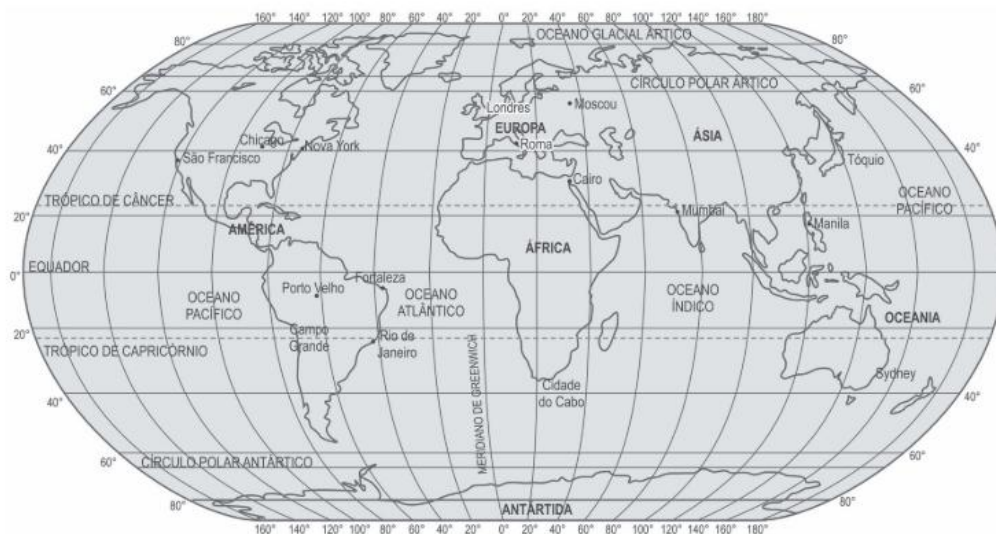 160° 140° 120° 100° 80° 60° 40° 20° 0° 20° 40° 60° 80° 100° 120° 140° 160° 180°
OCEANO GLACIAL ÁRTICO
80° 80°
CÍRCULO POLAR ÁRTICO
60° 60°
Moscou
Londres
EUROPA
ÁSIA
Chicago
Nova York
Roma
40° 40°
São Francisco
Tóquio
Cairo
TRÓPICO DE CÂNCER
OCEANO
PACÍFICO
Mumbai
20° 20°
Manila
AMÉRICA
ÁFRICA
EQUADOR
0° 0°
Fortaleza
Porto Velho
OCEANO
PACÍFICO
OCEANO
ATLÂNTICO
OCEANO
ÍNDICO
OCEANIA
20° 20°
Campo
Grande
Rio de
Janeiro
TRÓPICO DE CAPRICÓRNIO
Sydney
Cidade
do Cabo
MERIDIANO DE GREENWICH
40° 40°
CÍRCULO POLAR ANTÁRTICO
60° 60°
80° 80°
ANTÁRTIDA
160° 140° 120° 100° 80° 60° 40° 20° 0° 20° 40° 60° 80° 100° 120° 140° 160° 180°